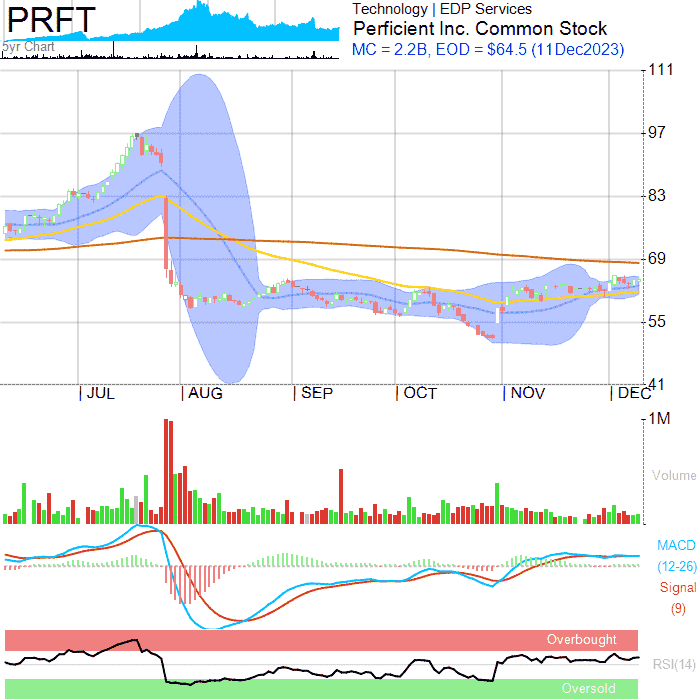 PRFT
5yr Chart
Technology | EDP Services
Perficient Inc. Common Stock
MC = 2.2B, EOD = $64.5 (11Dec2023)
111
97
83
69
55
41
JUL
AUG
SEP
OCT
NOV
DEC
1M
Volume
MACD
(12-26)
Signal
(9)
Overbought
RSI(14)
Oversold